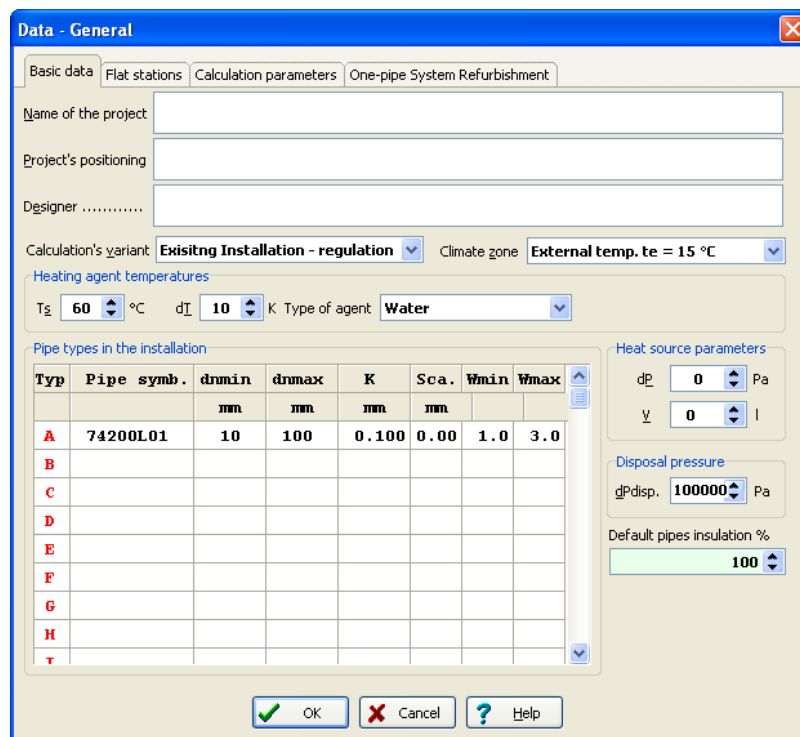 Data - General
Basic data Flat stations Calculation parameters One-pipe System Refurbishment
Name of the project
Project's positioning
Designer ............
Calculation's variant Exisitng Installation - regulation Climate zone External temp. te = 15 °C
Heating agent temperatures
Ts 60 °C dT 10 K Type of agent Water
Pipe types in the installation
Typ Pipe symb. dnmin dnmax K Sca. Wmin Wmax
mm mm mm mm
A 74200L01 10 100 0.100 0.00 1.0 3.0
B
C
D
E
F
G
H
I
Heat source parameters
dP 0 Pa
V 0 l
Disposal pressure
dPdisp. 100000 Pa
Default pipes insulation %
100
OK Cancel Help